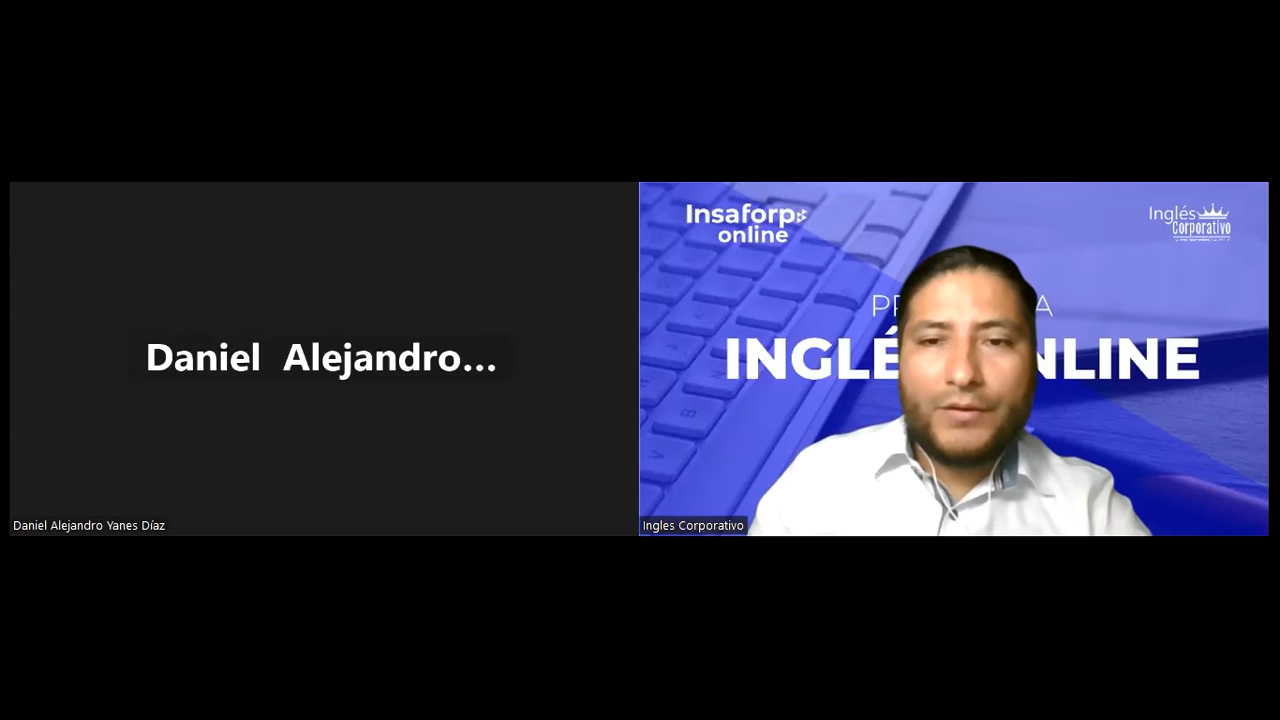 Daniel Alejandro...
Daniel Alejandro Yanes Díaz
Insaforp
online
Inglés
Corporativo
INGLÉ NLINE
Ingles Corporativo